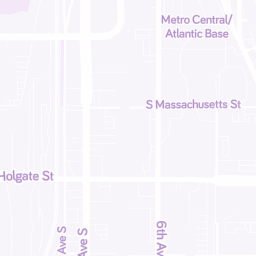 Metro Central/
Atlantic Base
S Massachusetts St
Holgate St
Ave S
Ave S
6th Av